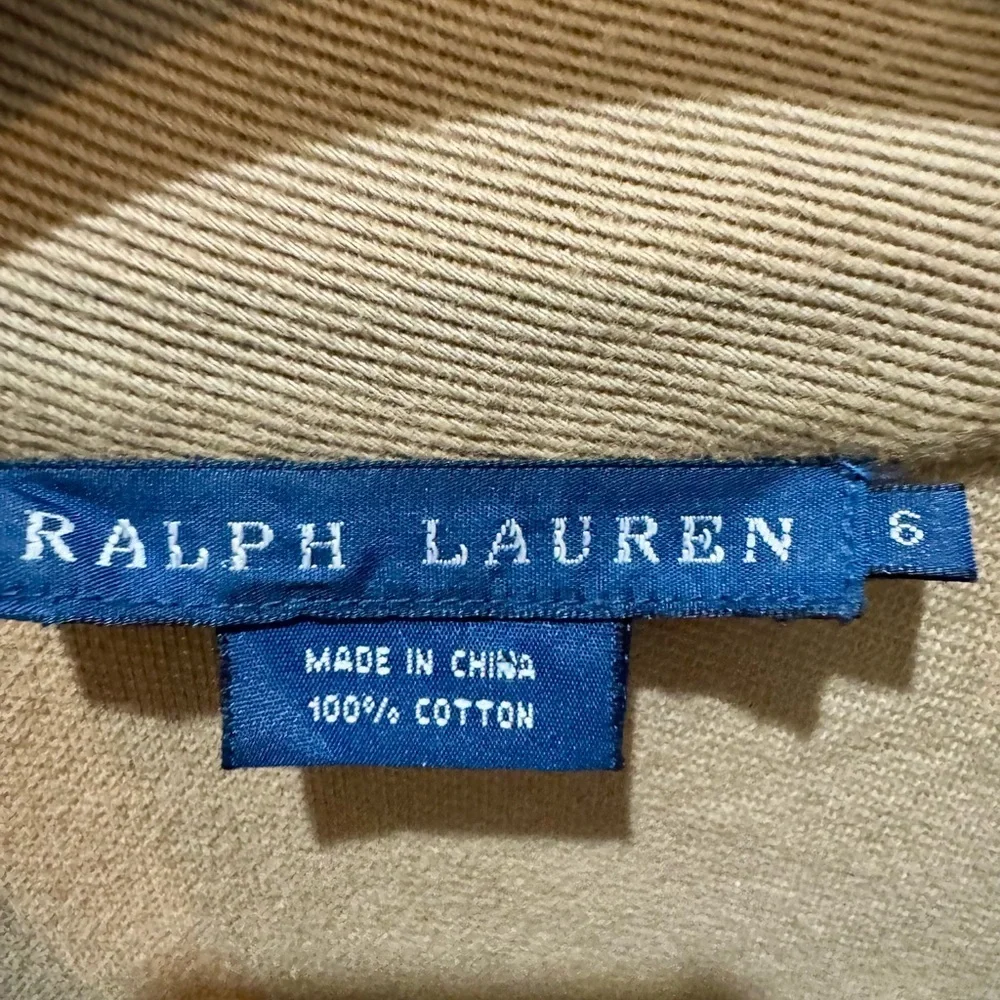 RALPH LAUREN
6
MADE IN CHINA
100% COTTON